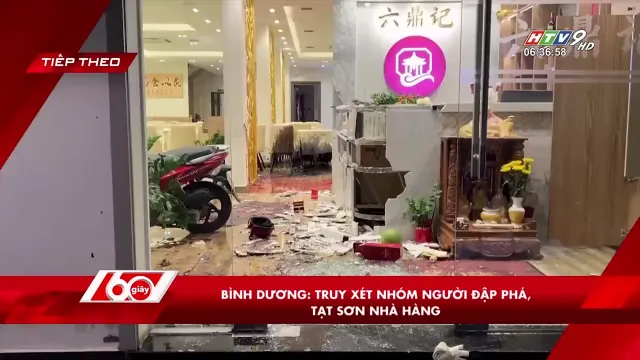 TIẾP THEO
六鼎记
HTV9 HD
06:36:58
60 giây
BÌNH DƯƠNG: TRUY XÉT NHÓM NGƯỜI ĐẬP PHÁ,
TẠT SƠN NHÀ HÀNG